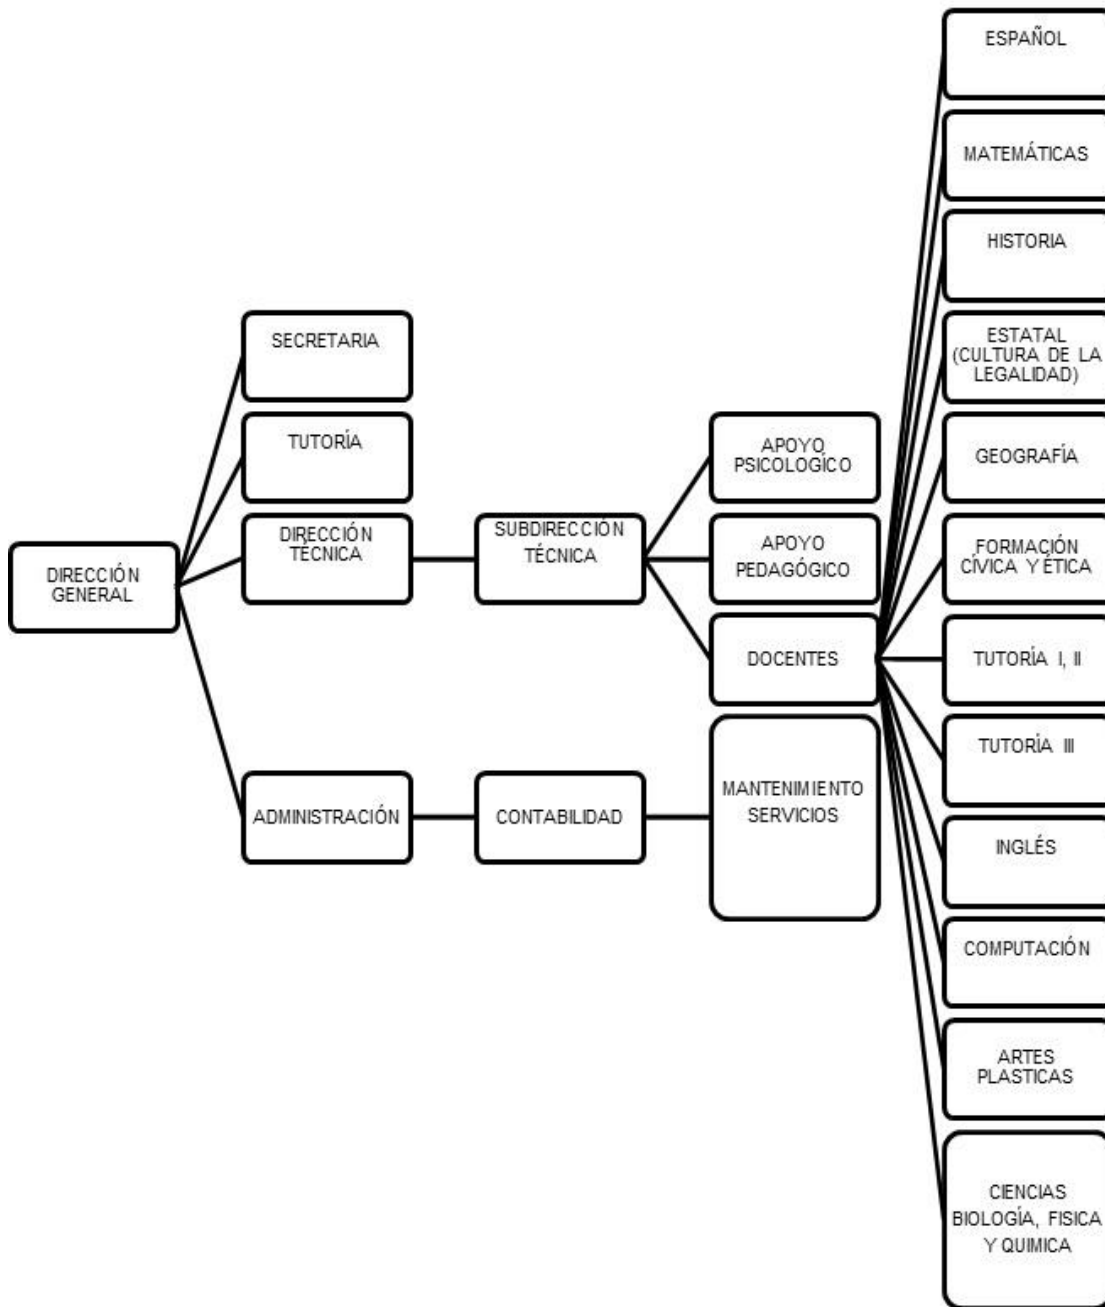 DIRECCIÓN
GENERAL
SECRETARIA
TUTORÍA
DIRECCIÓN
TÉCNICA
ADMINISTRACIÓN
SUBDIRECCIÓN
TÉCNICA
CONTABILIDAD
APOYO
PSICOLOGÍCO
APOYO
PEDAGÓGICO
DOCENTES
MANTENIMIENTO
SERVICIOS
ESPAÑOL
MATEMÁTICAS
HISTORIA
ESTATAL
(CULTURA DE LA
LEGALIDAD)
GEOGRAFÍA
FORMACIÓN
CÍVICA Y ÉTICA
TUTORÍA I, II
TUTORÍA III
INGLÉS
COMPUTACIÓN
ARTES
PLASTICAS
CIENCIAS
BIOLOGÍA, FISICA
Y QUIMICA